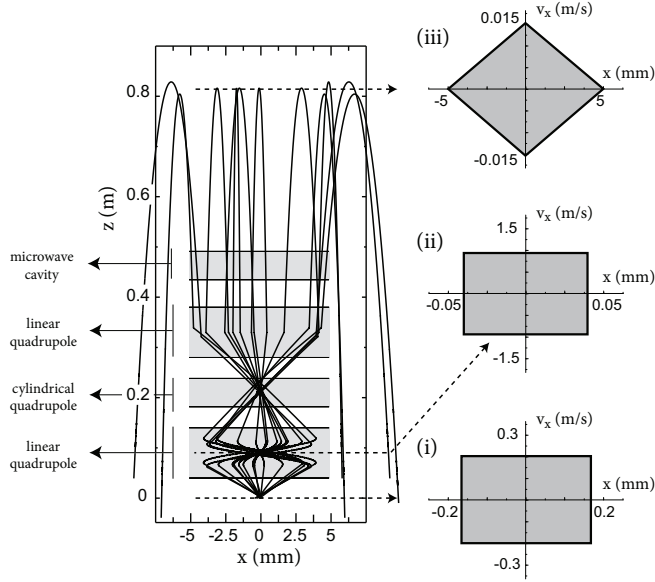 (iii)
v_x (m/s)
0.015
x (mm)
-5
5
-0.015
0.8
0.6
0.4
0.2
0
z (m)
microwave
cavity
linear
quadrupole
cylindrical
quadrupole
linear
quadrupole
-5
-2.5
0
2.5
5
x (mm)
(ii)
v_x (m/s)
1.5
x (mm)
-0.05
0.05
-1.5
(i)
v_x (m/s)
0.3
x (mm)
-0.2
0.2
-0.3